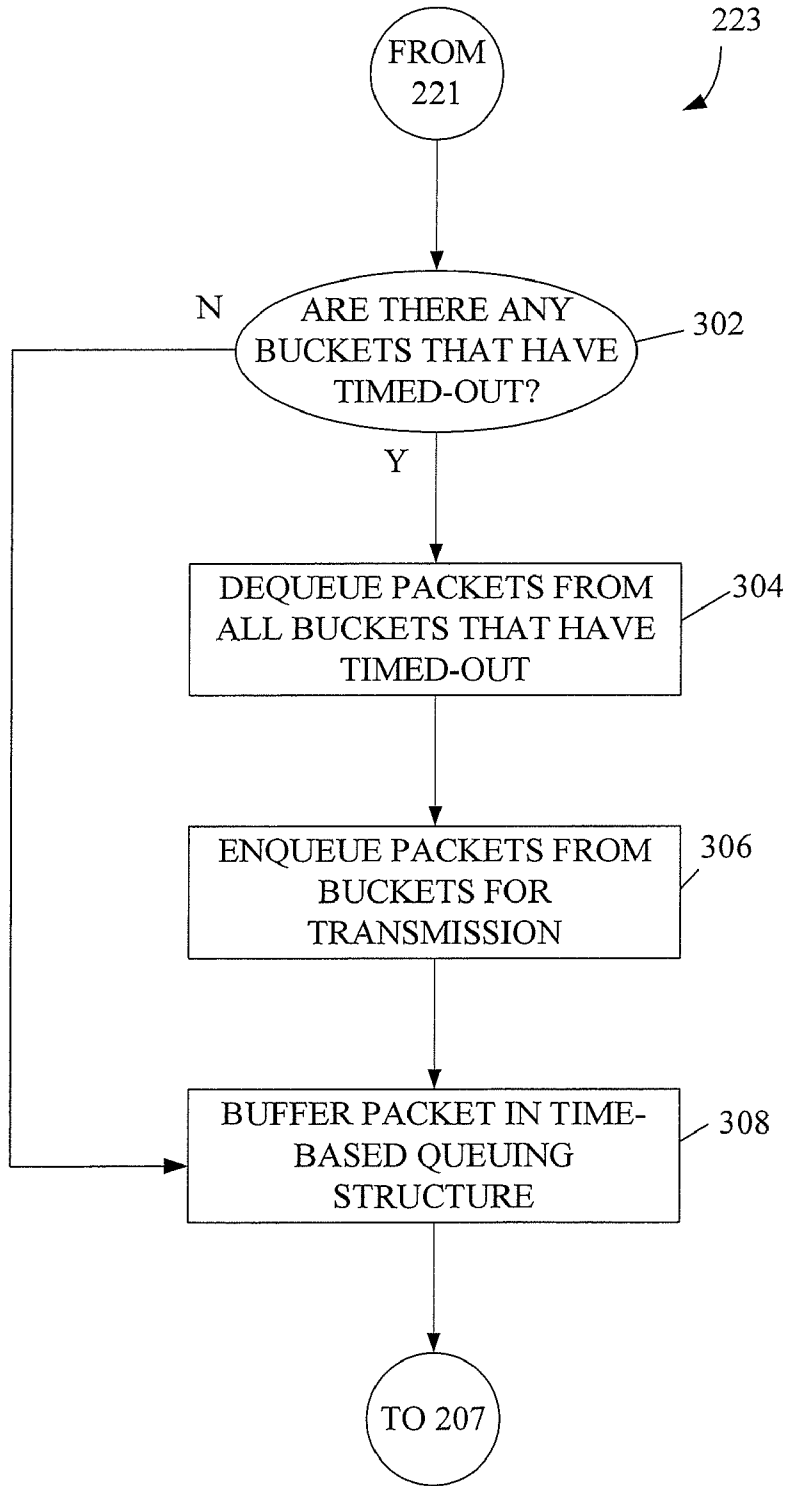 FROM
221
223
ARE THERE ANY
BUCKETS THAT HAVE
TIMED-OUT?
302
N
Y
DEQUEUE PACKETS FROM
ALL BUCKETS THAT HAVE
TIMED-OUT
304
ENQUEUE PACKETS FROM
BUCKETS FOR
TRANSMISSION
306
BUFFER PACKET IN TIME-
BASED QUEUING
STRUCTURE
308
TO 207